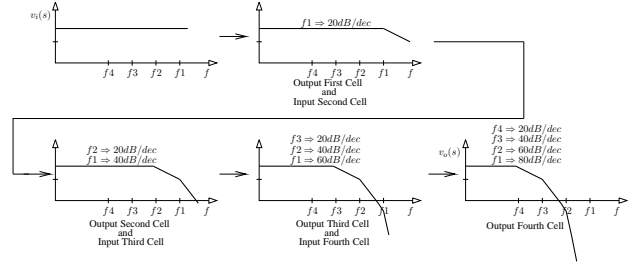 v_i(s)
f4 f3 f2 f1 f
f1 ⇒ 20dB/dec
f4 f3 f2 f1 f
Output First Cell
and
Input Second Cell
f2 ⇒ 20dB/dec
f1 ⇒ 40dB/dec
f4 f3 f2 f1 f
Output Second Cell
and
Input Third Cell
f3 ⇒ 20dB/dec
f2 ⇒ 40dB/dec
f1 ⇒ 60dB/dec
f4 f3 f2 f1 f
Output Third Cell
and
Input Fourth Cell
f4 ⇒ 20dB/dec
f3 ⇒ 40dB/dec
f2 ⇒ 60dB/dec
f1 ⇒ 80dB/dec
v_o(s)
f4 f3 f2 f1 f
Output Fourth Cell